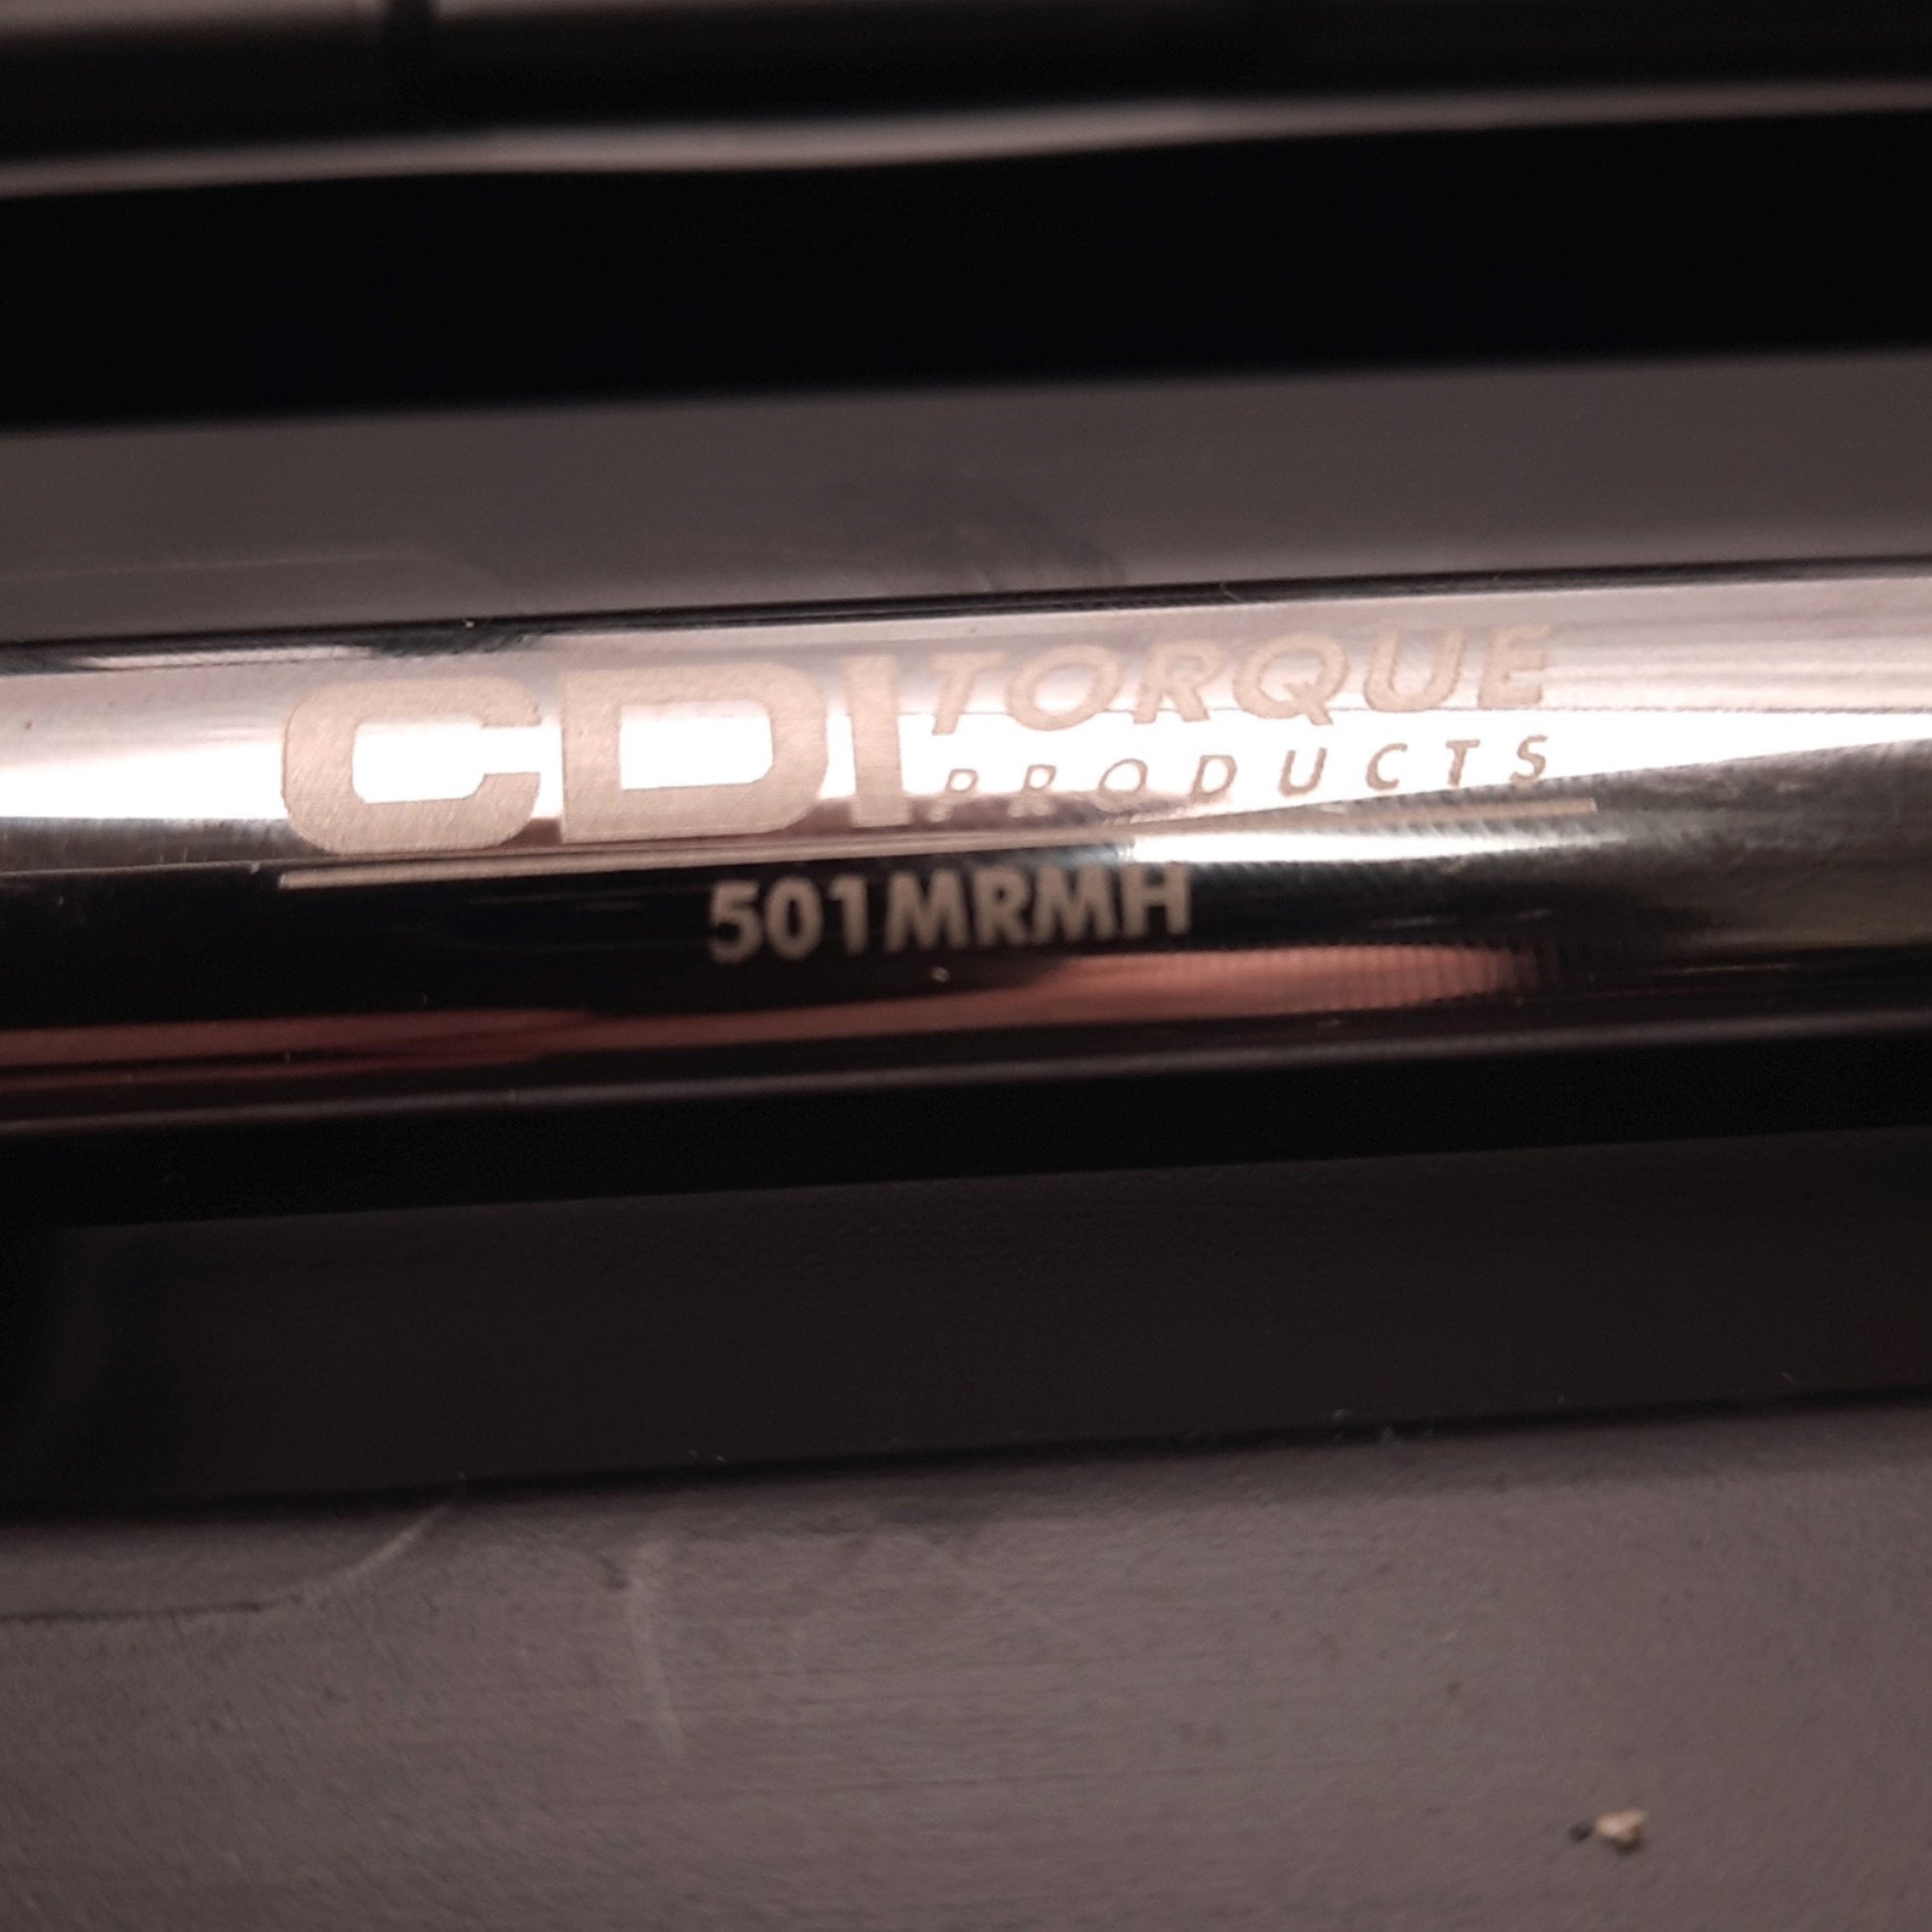 CDI TORQUE
PRODUCTS
501MRMH